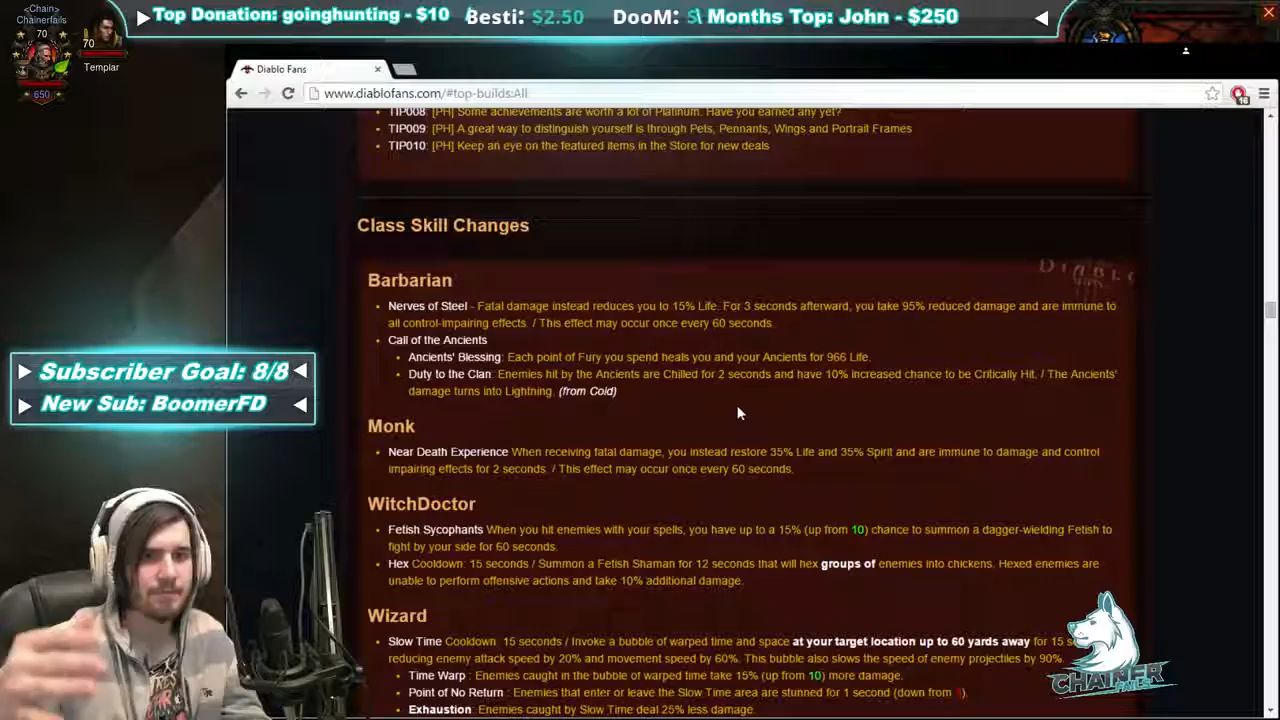 <Chain>
Chainerfails
70
70
Templar
650
Top Donation: goinghunting - $10
Besti: $2.50
DooM: $
Months Top: John - $250
Diablo Fans
www.diablofans.com/#top-builds:All
TIP008: [PH] Some achievements are worth a lot of Platinum. Have you earned any yet?
TIP009: [PH] A great way to distinguish yourself is through Pets, Pennants, Wings and Portrait Frames
TIP010: [PH] Keep an eye on the featured items in the Store for new deals
Class Skill Changes
Barbarian
Nerves of Steel - Fatal damage instead reduces you to 15% Life. For 3 seconds afterward, you take 95% reduced damage and are immune to
all control-impairing effects. / This effect may occur once every 60 seconds.
Call of the Ancients
Ancients' Blessing: Each point of Fury you spend heals you and your Ancients for 966 Life.
Duty to the Clan: Enemies hit by the Ancients are Chilled for 2 seconds and have 10% increased chance to be Critically Hit. / The Ancients'
damage turns into Lightning. (from Cold)
Subscriber Goal: 8/8
New Sub: BoomerFD
Monk
Near Death Experience When receiving fatal damage, you instead restore 35% Life and 35% Spirit and are immune to damage and control
impairing effects for 2 seconds. / This effect may occur once every 60 seconds.
WitchDoctor
Fetish Sycophants When you hit enemies with your spells, you have up to a 15% (up from 10) chance to summon a dagger-wielding Fetish to
fight by your side for 60 seconds.
Hex Cooldown: 15 seconds / Summon a Fetish Shaman for 12 seconds that will hex groups of enemies into chickens. Hexed enemies are
unable to perform offensive actions and take 10% additional damage.
Wizard
Slow Time Cooldown: 15 seconds / Invoke a bubble of warped time and space at your target location up to 60 yards away for 15
reducing enemy attack speed by 20% and movement speed by 60%. This bubble also slows the speed of enemy projectiles by 90%.
Time Warp : Enemies caught in the bubble of warped time take 15% (up from 10) more damage.
Point of No Return : Enemies that enter or leave the Slow Time area are stunned for 1 second (down from
Exhaustion: Enemies caught by Slow Time deal 25% less damage.
CHAINER
FAILS